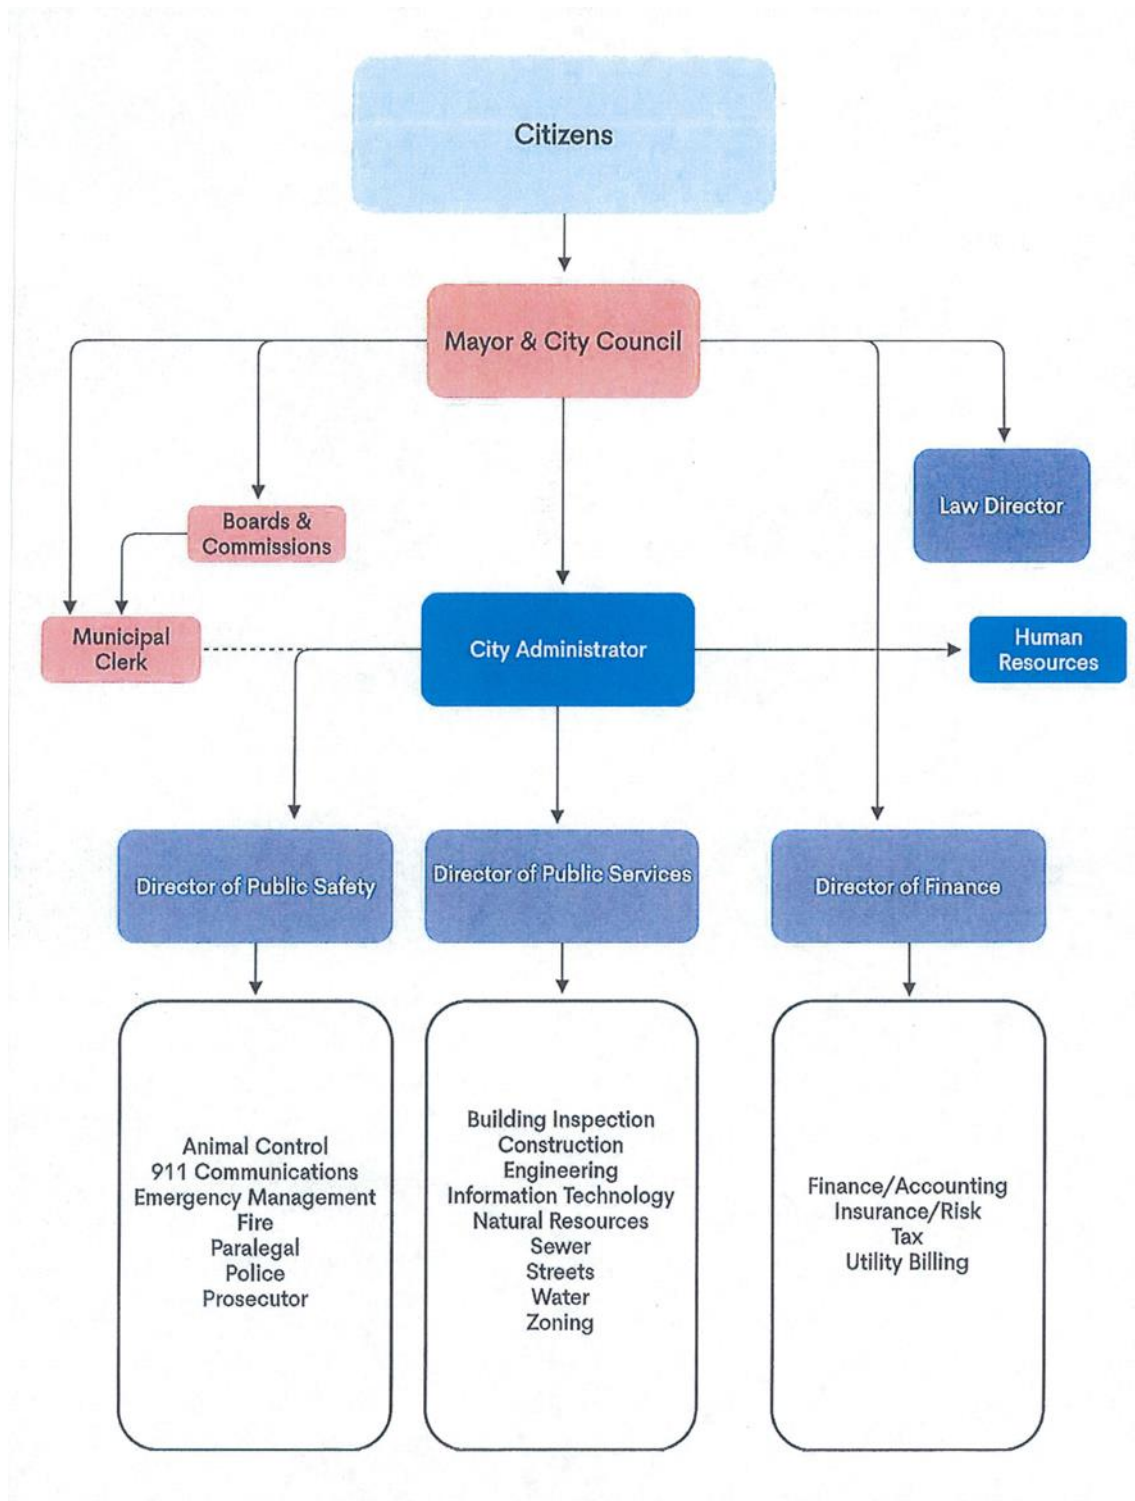 Citizens
Mayor & City Council
Law Director
Boards &
Commissions
Municipal
Clerk
City Administrator
Human
Resources
Director of Public Safety
Director of Public Services
Director of Finance
Animal Control
911 Communications
Emergency Management
Fire
Paralegal
Police
Prosecutor
Building Inspection
Construction
Engineering
Information Technology
Natural Resources
Sewer
Streets
Water
Zoning
Finance/Accounting
Insurance/Risk
Tax
Utility Billing